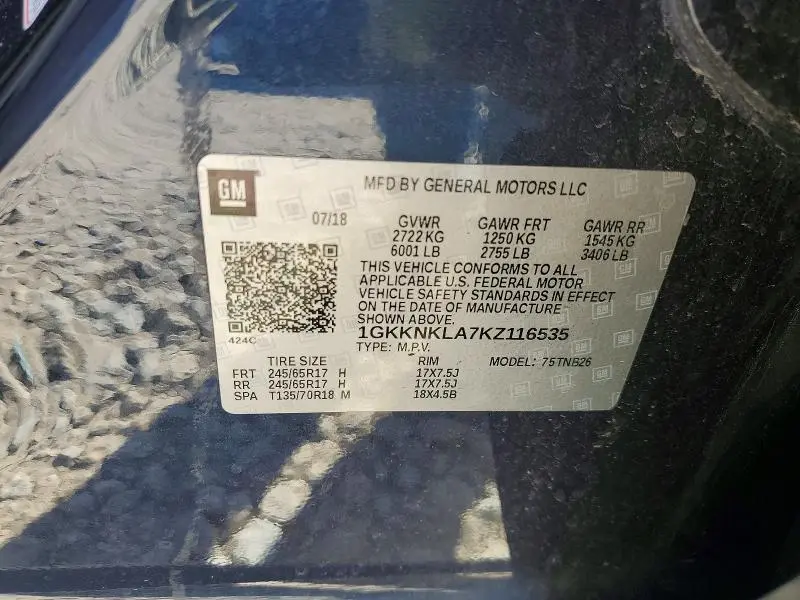 GM
MFD BY GENERAL MOTORS LLC
07/18 GVWR GAWR FRT GAWR RR
2722 KG 1250 KG 1545 KG
6001 LB 2755 LB 3406 LB
THIS VEHICLE CONFORMS TO ALL
APPLICABLE U.S. FEDERAL MOTOR
VEHICLE SAFETY STANDARDS IN EFFECT
ON THE DATE OF MANUFACTURE
SHOWN ABOVE.
424C
1GKKNKLA7KZ116535
TYPE: M.P.V.
TIRE SIZE RIM MODEL: 75TNB26
FRT 245/65R17 H 17X7.5J
RR 245/65R17 H 17X7.5J
SPA T135/70R18 M 18X4.5B